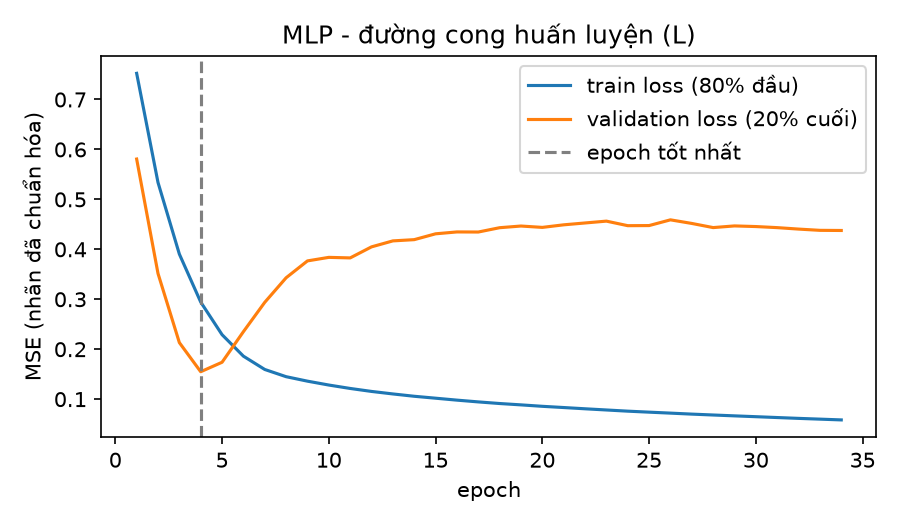 MLP - đường cong huấn luyện (L)
train loss (80% đầu)
validation loss (20% cuối)
epoch tốt nhất
MSE (nhãn đã chuẩn hóa)
0.7
0.6
0.5
0.4
0.3
0.2
0.1
0 5 10 15 20 25 30 35
epoch